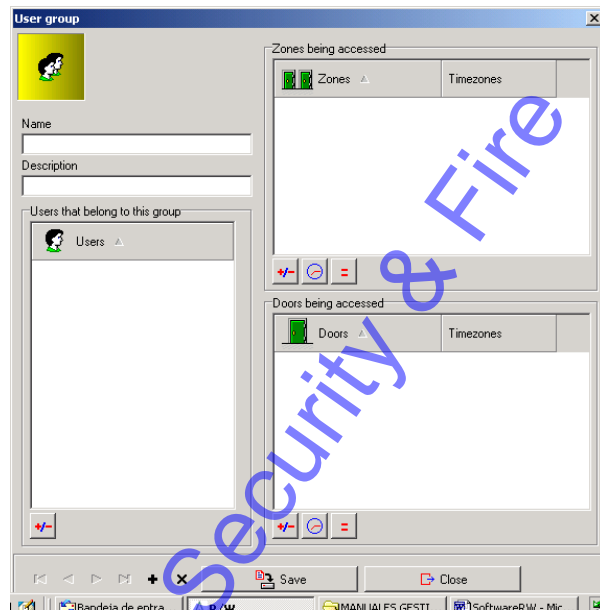 User group
Name
Description
Users that belong to this group
Users
+/-
Zones being accessed
Zones
Timezones
+/-
=
Doors being accessed
Doors
Timezones
+/-
=
Save
Close
Security & Fire
Bandeja de entra...
R/W
MANUALES GESTI...
SoftwareRW - Mic...